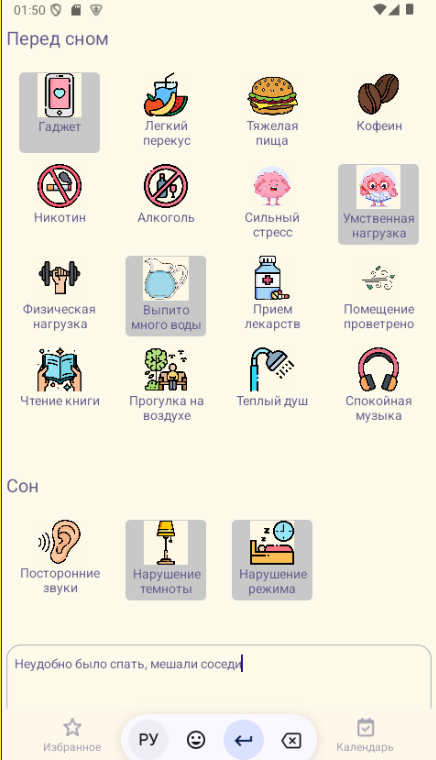 01:50
Перед сном
Гаджет
Легкий
перекус
Тяжелая
пища
Кофеин
Никотин
Алкоголь
Сильный
стресс
Умственная
нагрузка
Физическая
нагрузка
Выпито
много воды
Прием
лекарств
Помещение
проветрено
Чтение книги
Прогулка на
воздухе
Теплый душ
Спокойная
музыка
Сон
Посторонние
звуки
Нарушение
темноты
Нарушение
режима
Неудобно было спать, мешали соседи
Избранное
РУ
Календарь